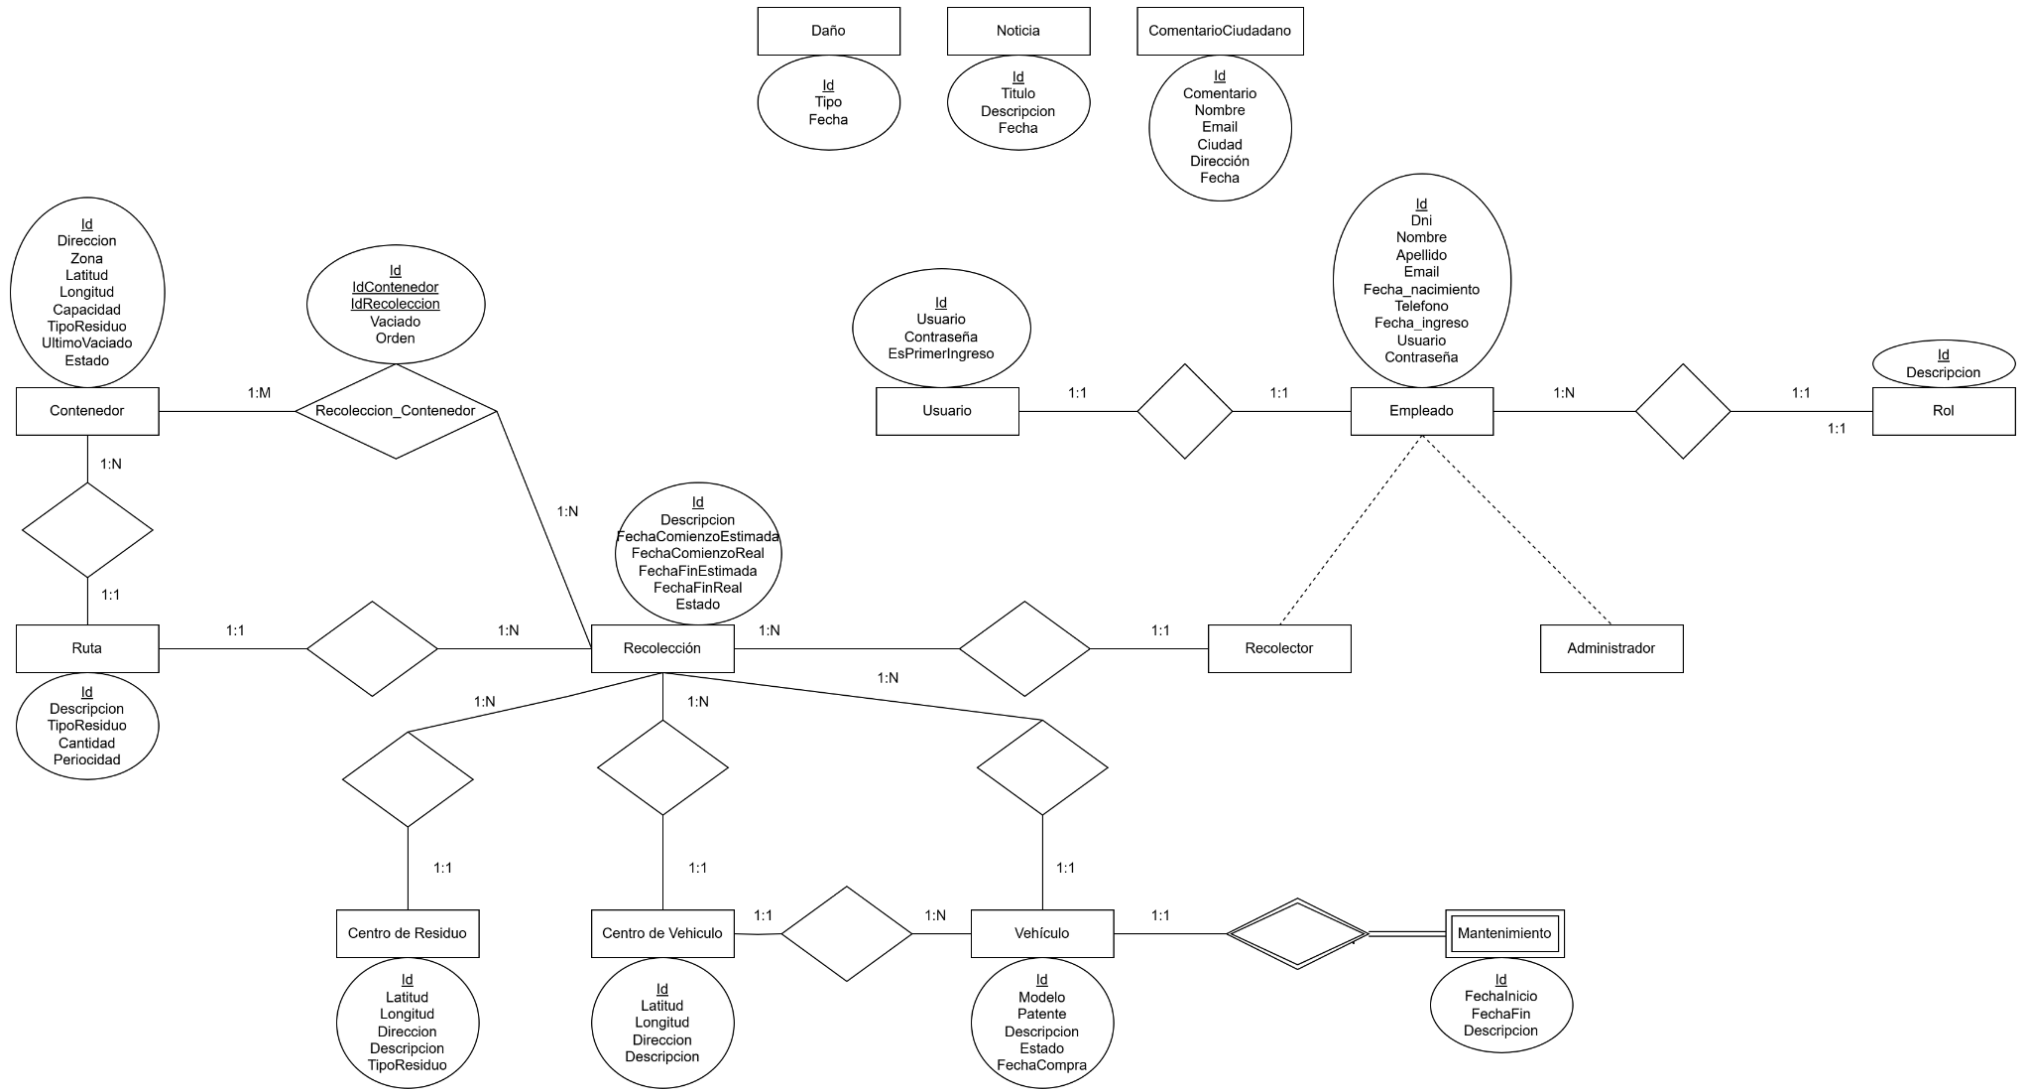 Daño
Noticia
ComentarioCiudadano
Id
Tipo
Fecha
Id
Titulo
Descripcion
Fecha
Id
Comentario
Nombre
Email
Ciudad
Dirección
Fecha
Id
Direccion
Zona
Latitud
Longitud
Capacidad
TipoResiduo
UltimoVaciado
Estado
Id
IdContenedor
IdRecoleccion
Vaciado
Orden
Id
Usuario
Contraseña
EsPrimerIngreso
Id
Dni
Nombre
Apellido
Email
Fecha_nacimiento
Telefono
Fecha_ingreso
Usuario
Contraseña
Id
Descripcion
Contenedor
1:M
Recoleccion_Contenedor
Usuario
1:1
1:1
Empleado
1:N
1:1
Rol
1:1
1:N
1:N
Id
Descripcion
FechaComienzoEstimada
FechaComienzoReal
FechaFinEstimada
FechaFinReal
Estado
1:1
Ruta
1:1
1:N
Recolección
1:N
1:1
Recolector
Administrador
Id
Descripcion
TipoResiduo
Cantidad
Periocidad
1:N
1:N
1:N
1:1
1:1
1:1
Centro de Residuo
Centro de Vehiculo
1:1
1:N
Vehículo
1:1
Mantenimiento
Id
Latitud
Longitud
Direccion
Descripcion
TipoResiduo
Id
Latitud
Longitud
Direccion
Descripcion
Id
Modelo
Patente
Descripcion
Estado
FechaCompra
Id
FechaInicio
FechaFin
Descripcion